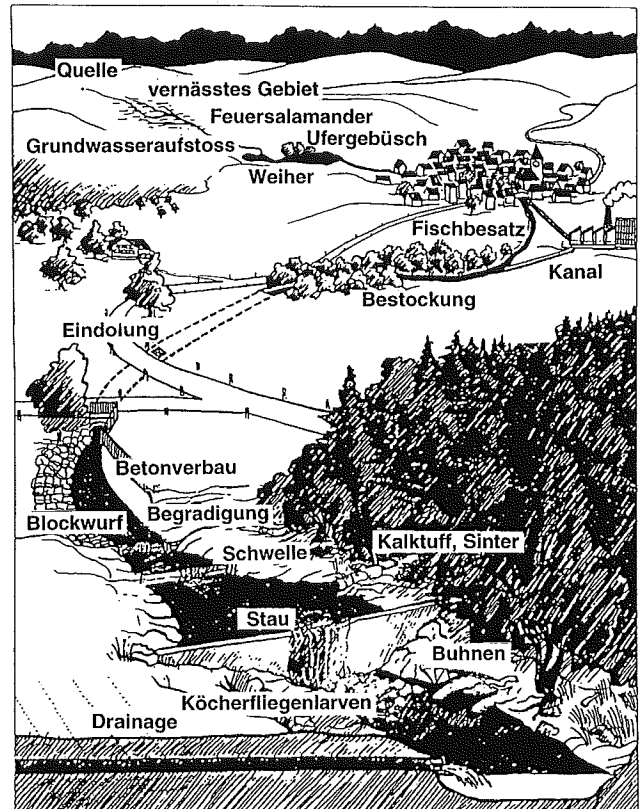 Quelle
vernässtes Gebiet
Feuersalamander
Ufergebüsch
Grundwasseraufstoss
Weiher
Fischbesatz
Kanal
Bestockung
Eindolung
Betonverbau
Begradigung
Blockwurf
Schwelle
Kalktuff, Sinter
Stau
Buhnen
Köcherfliegenlarven
Drainage